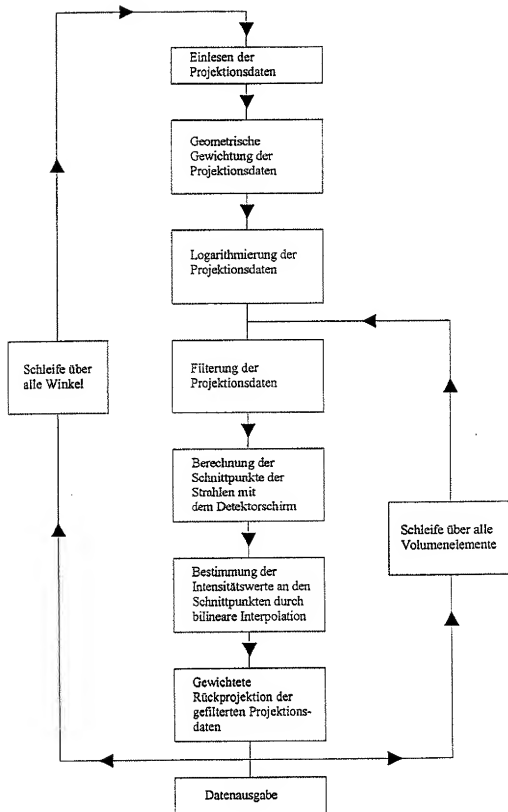 Einlesen der
Projektionsdaten
Geometrische
Gewichtung der
Projektionsdaten
Logarithmierung der
Projektionsdaten
Schleife über
alle Winkel
Filterung der
Projektionsdaten
Berechnung der
Schnittpunkte der
Strahlen mit
dem Detektorschirm
Schleife über alle
Volumenelemente
Bestimmung der
Intensitätswerte an den
Schnittpunkten durch
bilineare Interpolation
Gewichtete
Rückprojektion der
gefilterten Projektions-
daten
Datenausgabe